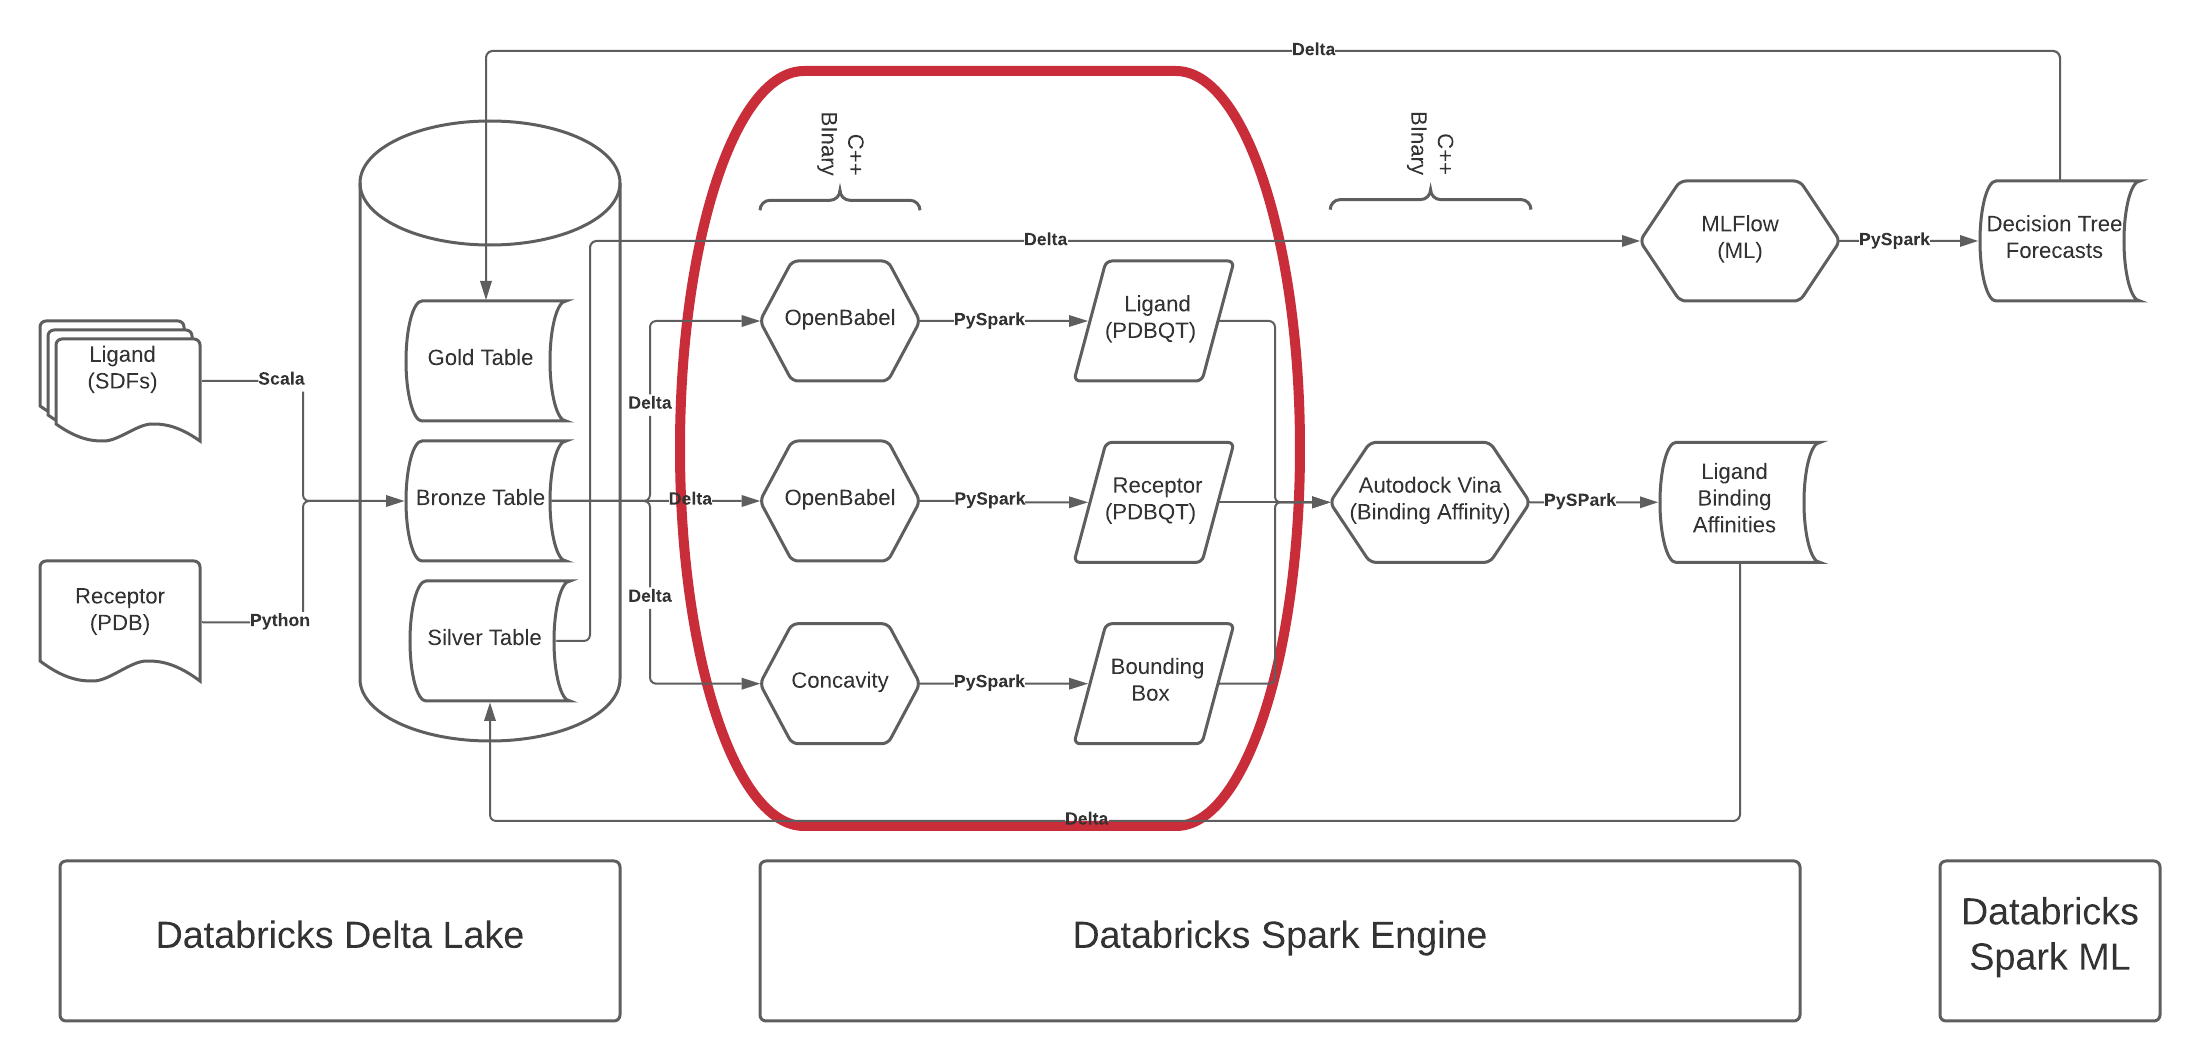 Delta
C++
BInary
C++
BInary
Delta
MLFlow
(ML)
PySpark
Decision Tree
Forecasts
Ligand
(SDFs)
Scala
Gold Table
Delta
OpenBabel
PySpark
Ligand
(PDBQT)
Bronze Table
Delta
OpenBabel
PySpark
Receptor
(PDBQT)
Autodock Vina
(Binding Affinity)
PySPark
Ligand
Binding
Affinities
Receptor
(PDB)
Python
Silver Table
Delta
Concavity
PySpark
Bounding
Box
Delta
Databricks Delta Lake
Databricks Spark Engine
Databricks
Spark ML